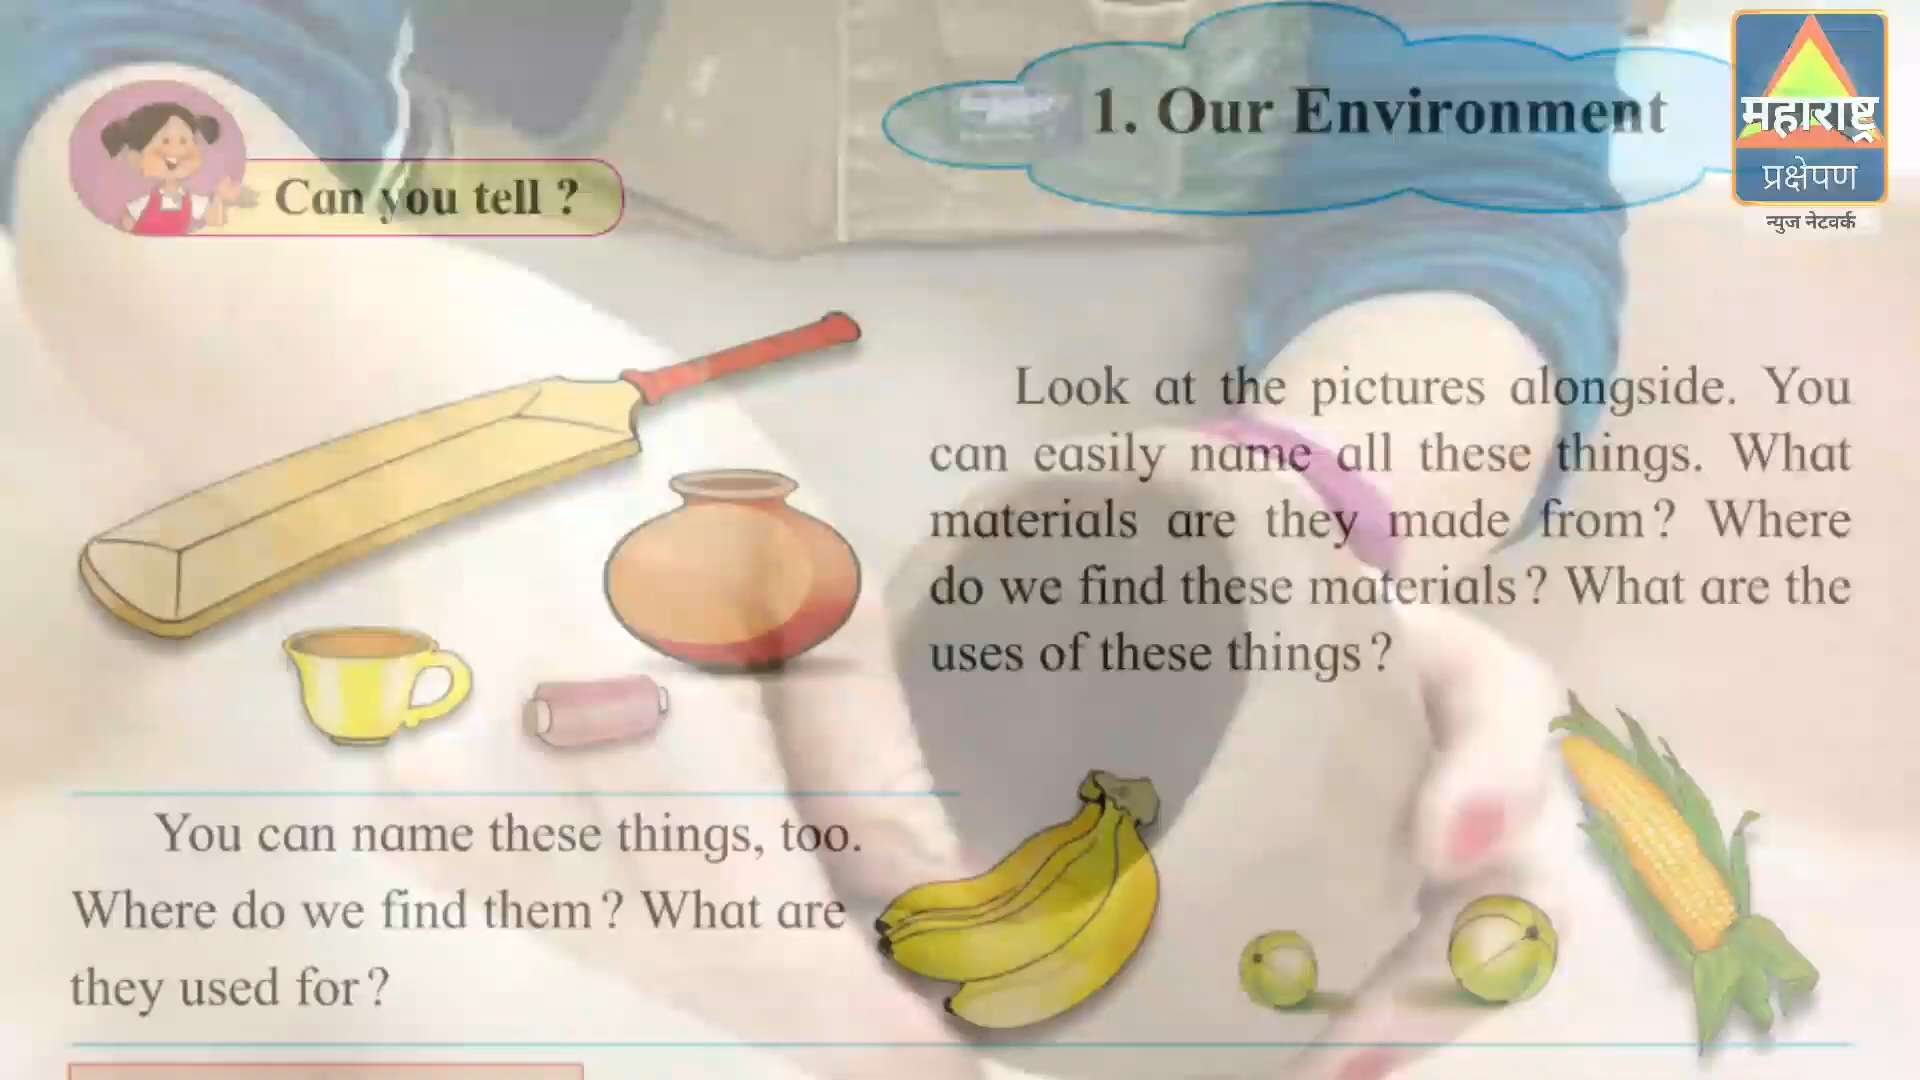 1. Our Environment
महाराष्ट्र
प्रक्षेपण
न्युज नेटवर्क
Can you tell ?
Look at the pictures alongside. You
can easily name all these things. What
materials are they made from? Where
do we find these materials? What are the
uses of these things?
You can name these things, too.
Where do we find them? What are
they used for?